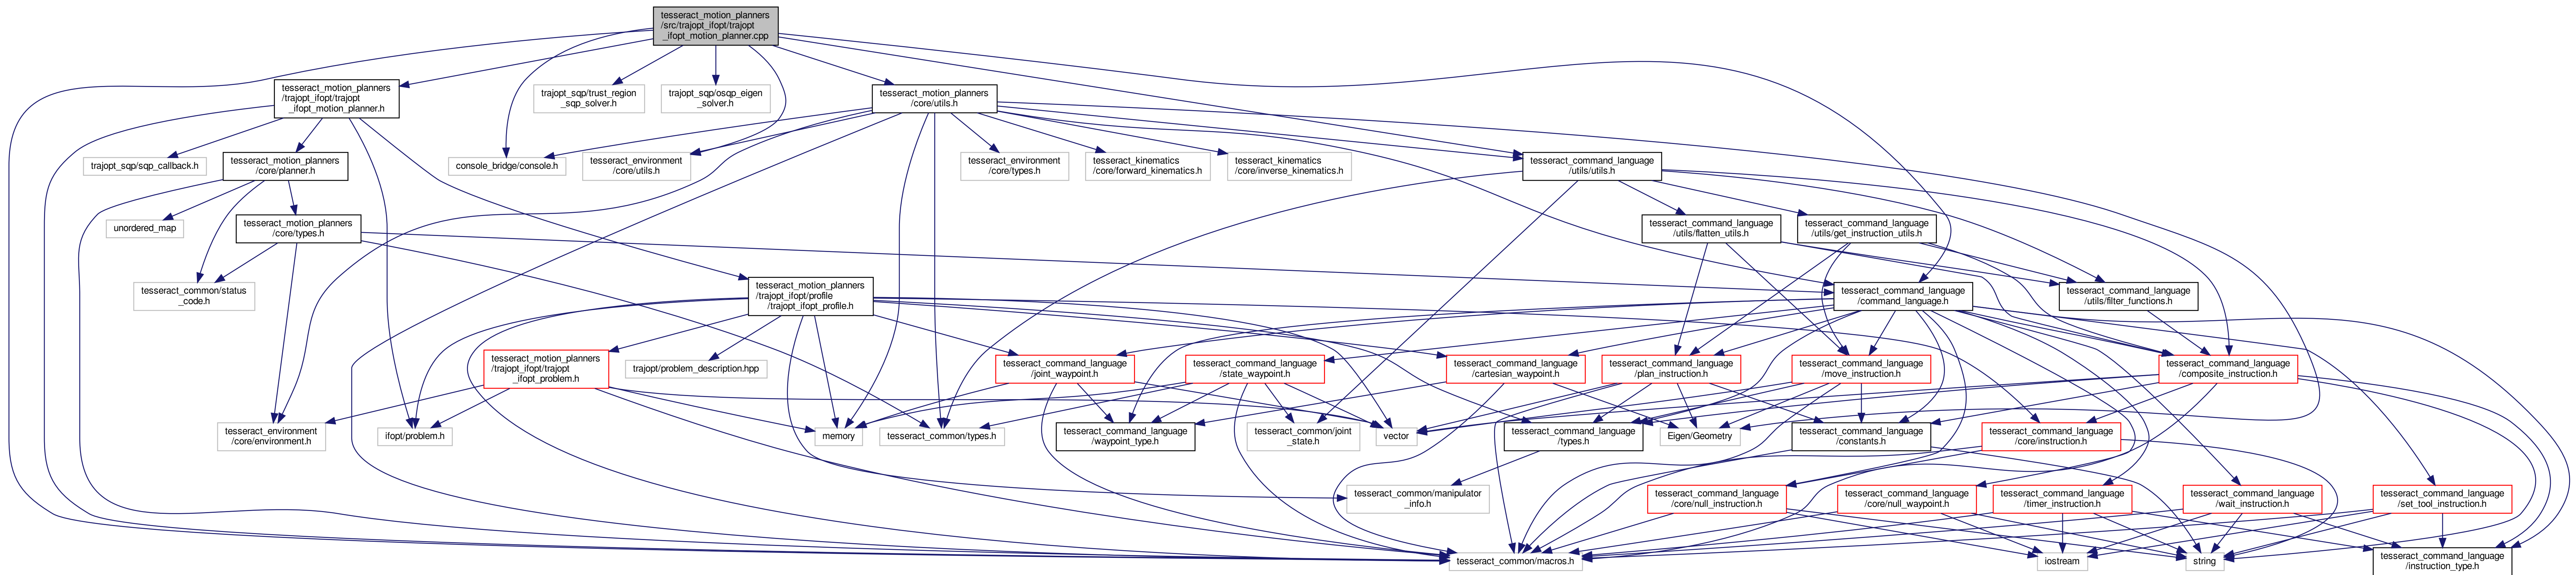 tesseract_motion_planners
/src/trajopt_ifopt/trajopt
_ifopt_motion_planner.cpp
tesseract_motion_planners
/trajopt_ifopt/trajopt
_ifopt_motion_planner.h
trajopt_sqp/trust_region
_sqp_solver.h
trajopt_sqp/osqp_eigen
_solver.h
tesseract_motion_planners
/core/utils.h
trajopt_sqp/sqp_callback.h
tesseract_motion_planners
/core/planner.h
console_bridge/console.h
tesseract_environment
/core/utils.h
tesseract_environment
/core/types.h
tesseract_kinematics
/core/forward_kinematics.h
tesseract_kinematics
/core/inverse_kinematics.h
tesseract_command_language
/utils/utils.h
unordered_map
tesseract_motion_planners
/core/types.h
tesseract_command_language
/utils/flatten_utils.h
tesseract_command_language
/utils/get_instruction_utils.h
tesseract_common/status
_code.h
tesseract_motion_planners
/trajopt_ifopt/profile
/trajopt_ifopt_profile.h
tesseract_command_language
/command_language.h
tesseract_command_language
/utils/filter_functions.h
tesseract_motion_planners
/trajopt_ifopt/trajopt
_ifopt_problem.h
trajopt/problem_description.hpp
tesseract_command_language
/joint_waypoint.h
tesseract_command_language
/state_waypoint.h
tesseract_command_language
/cartesian_waypoint.h
tesseract_command_language
/plan_instruction.h
tesseract_command_language
/move_instruction.h
tesseract_command_language
/composite_instruction.h
tesseract_environment
/core/environment.h
ifopt/problem.h
memory
tesseract_common/types.h
tesseract_command_language
/waypoint_type.h
tesseract_common/joint
_state.h
vector
tesseract_command_language
/types.h
Eigen/Geometry
tesseract_command_language
/constants.h
tesseract_command_language
/core/instruction.h
tesseract_common/manipulator
_info.h
tesseract_command_language
/core/null_instruction.h
tesseract_command_language
/core/null_waypoint.h
tesseract_command_language
/timer_instruction.h
tesseract_command_language
/wait_instruction.h
tesseract_command_language
/set_tool_instruction.h
tesseract_common/macros.h
iostream
string
tesseract_command_language
/instruction_type.h